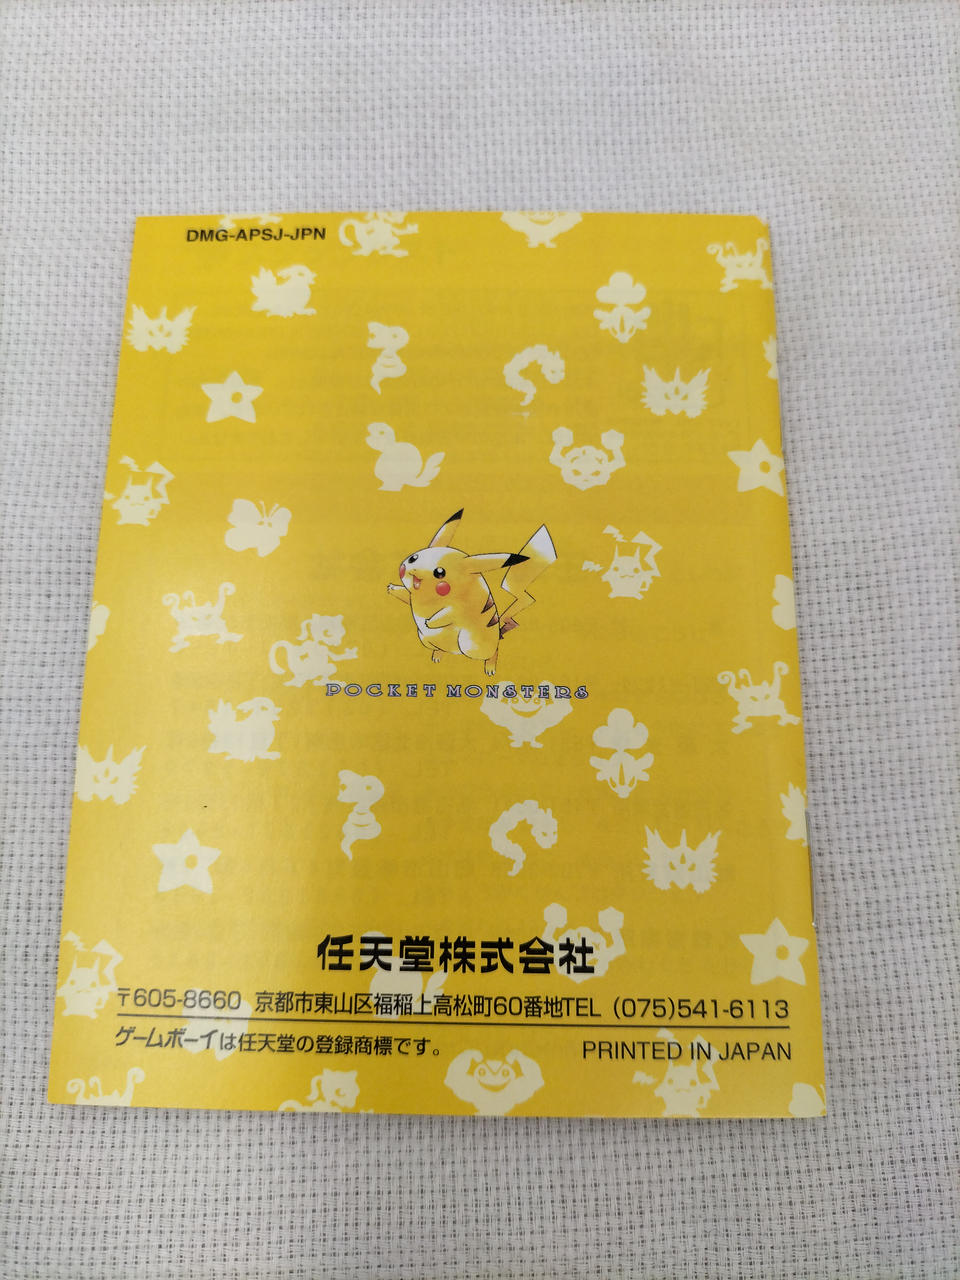 DMG-APSJ-JPN
POCKET MONSTERS
任天堂株式会社
〒605-8660 京都市東山区福稲上高松町60番地TEL (075)541-6113
ゲームボーイは任天堂の登録商標です。
PRINTED IN JAPAN